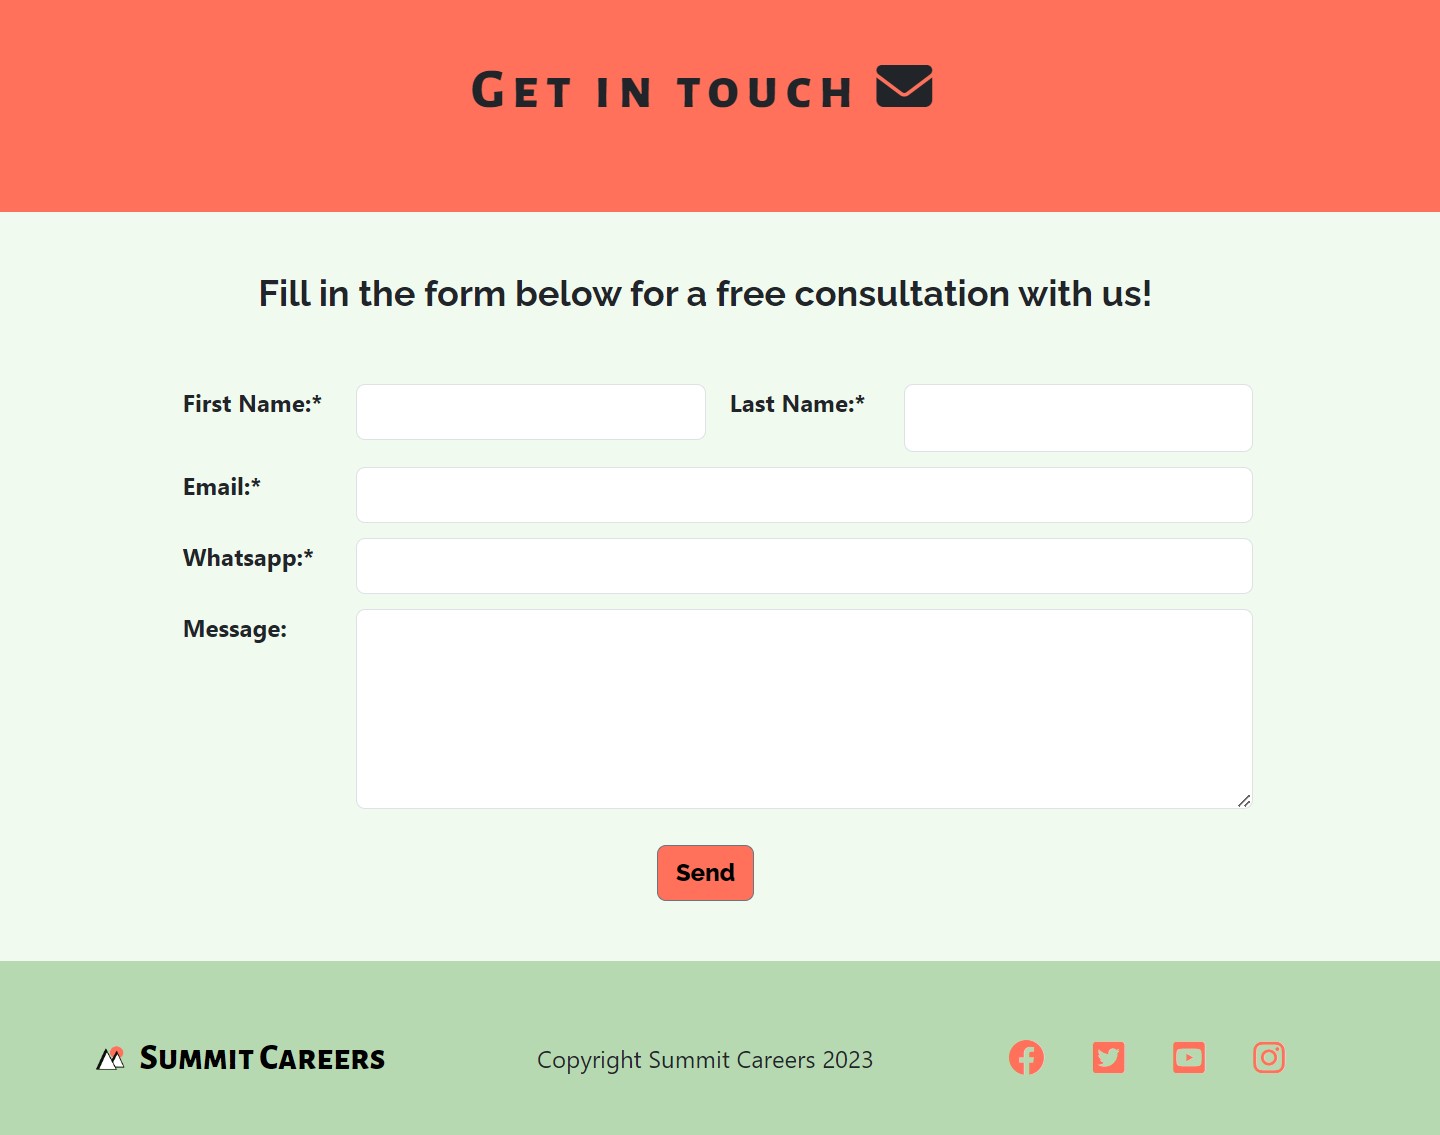 Get in touch
Fill in the form below for a free consultation with us!
First Name:* Last Name:*
Email:*
Whatsapp:*
Message:
Send
Summit Careers Copyright Summit Careers 2023